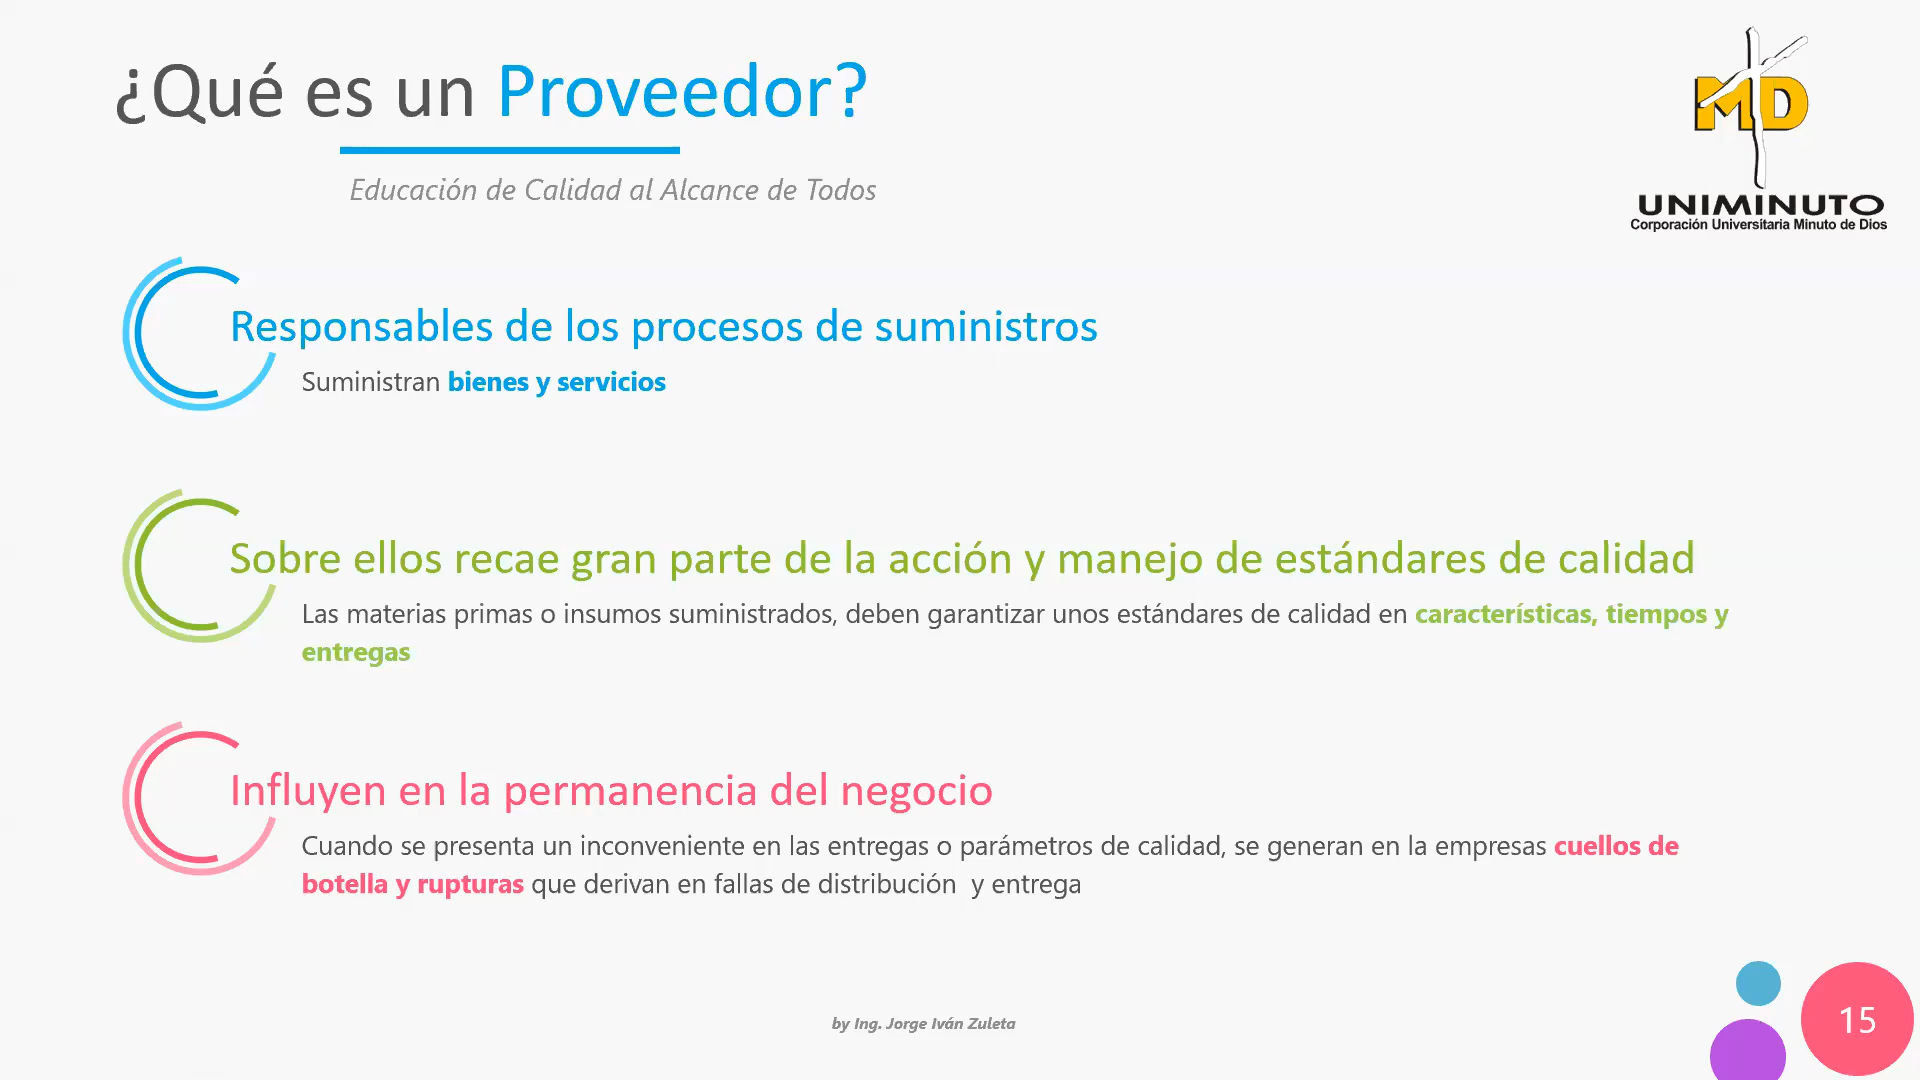 ¿Qué es un Proveedor?
Educación de Calidad al Alcance de Todos
MD
UNIMINUTO
Corporación Universitaria Minuto de Dios
Responsables de los procesos de suministros
Suministran bienes y servicios
Sobre ellos recae gran parte de la acción y manejo de estándares de calidad
Las materias primas o insumos suministrados, deben garantizar unos estándares de calidad en características, tiempos y
entregas
Influyen en la permanencia del negocio
Cuando se presenta un inconveniente en las entregas o parámetros de calidad, se generan en la empresas cuellos de
botella y rupturas que derivan en fallas de distribución  y entrega
by Ing. Jorge Iván Zuleta
15